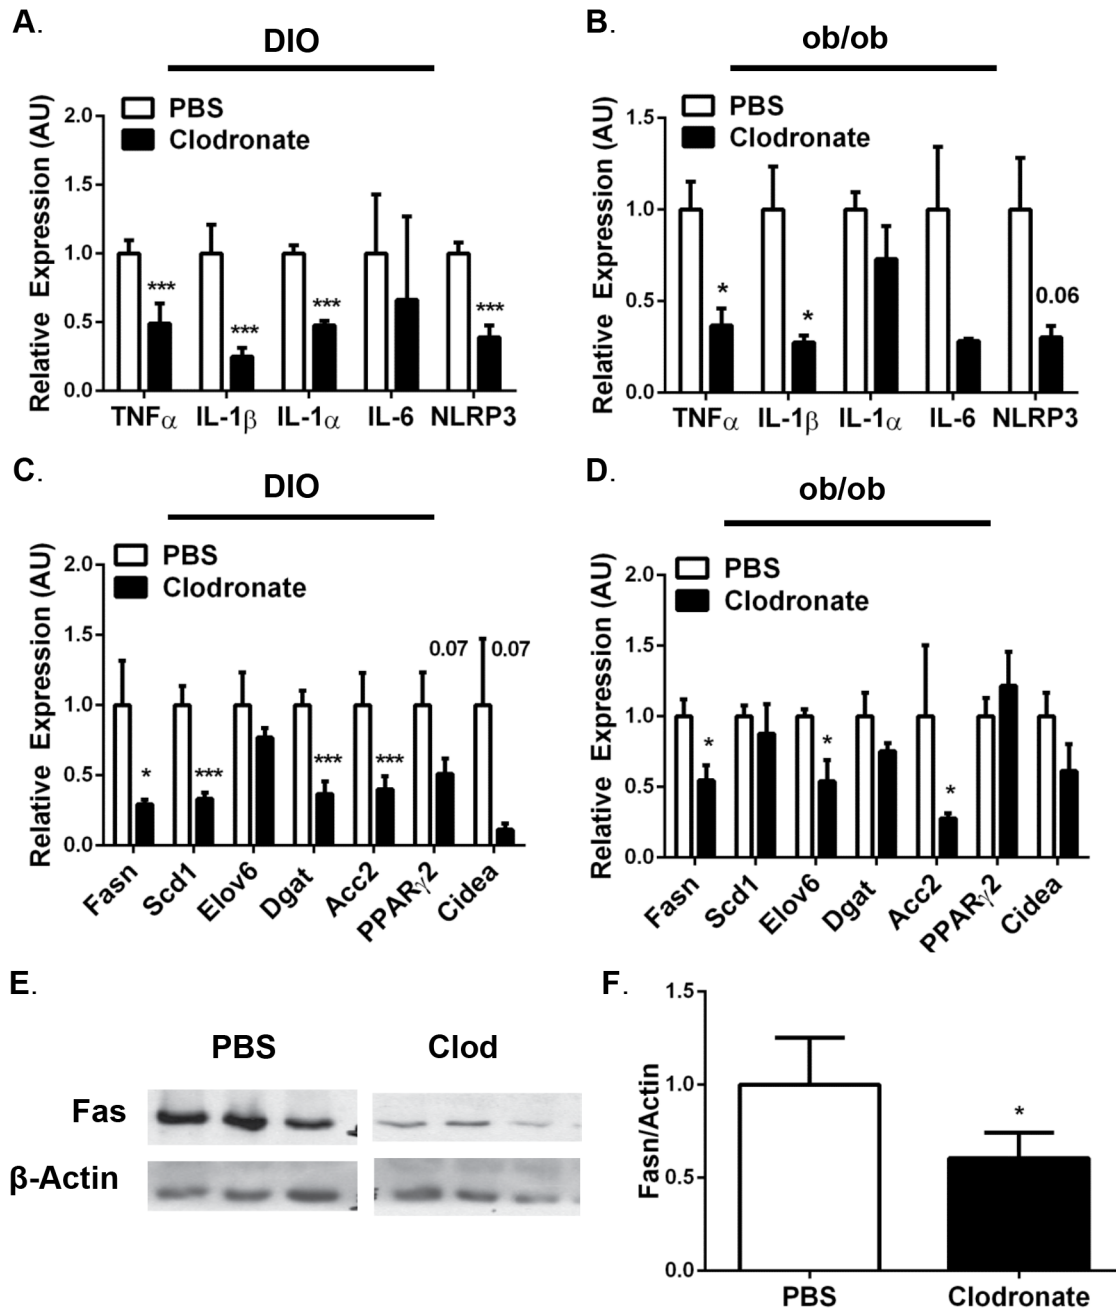 A.
DIO
PBS
Clodronate
Relative Expression (AU)
2.0
1.5
1.0
0.5
0.0
*** *** *** ***
TNFα IL-1β IL-1α IL-6 NLRP3
B.
ob/ob
PBS
Clodronate
Relative Expression (AU)
1.5
1.0
0.5
0.0
* * 0.06
TNFα IL-1β IL-1α IL-6 NLRP3
C.
DIO
PBS
Clodronate
Relative Expression (AU)
2.0
1.5
1.0
0.5
0.0
* *** *** *** 0.07 0.07
Fasn Scd1 Elov6 Dgat Acc2 PPARγ2 Cidea
D.
ob/ob
PBS
Clodronate
Relative Expression (AU)
2.0
1.5
1.0
0.5
0.0
* * *
Fasn Scd1 Elov6 Dgat Acc2 PPARγ2 Cidea
E.
PBS Clod
Fas
β-Actin
F.
Fasn/Actin
1.5
1.0
0.5
0.0
*
PBS Clodronate